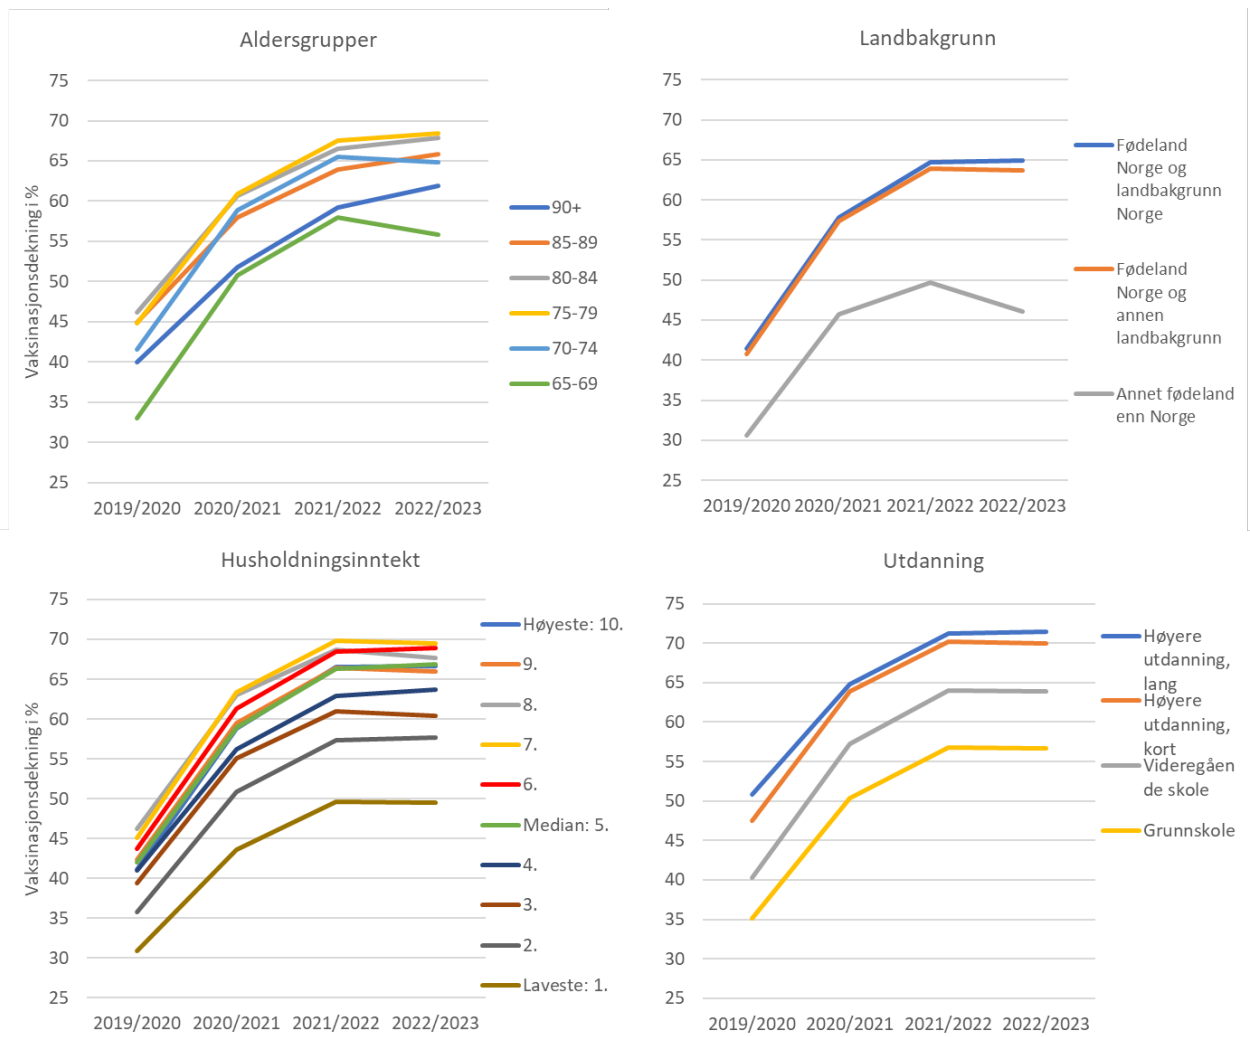 Aldersgrupper
Vaksinasjonsdekning i %
75
70
65
60
55
50
45
40
35
30
25
2019/2020 2020/2021 2021/2022 2022/2023
90+
85-89
80-84
75-79
70-74
65-69
Landbakgrunn
75
70
65
60
55
50
45
40
35
30
25
2019/2020 2020/2021 2021/2022 2022/2023
Fødeland
Norge og
landbakgrunn
Norge
Fødeland
Norge og
annen
landbakgrunn
Annet fødeland
enn Norge
Husholdningsinntekt
Vaksinasjonsdekning i %
75
70
65
60
55
50
45
40
35
30
25
2019/2020 2020/2021 2021/2022 2022/2023
Høyeste: 10.
9.
8.
7.
6.
Median: 5.
4.
3.
2.
Laveste: 1.
Utdanning
75
70
65
60
55
50
45
40
35
30
25
2019/2020 2020/2021 2021/2022 2022/2023
Høyere
utdanning,
lang
Høyere
utdanning,
kort
Videregåen
de skole
Grunnskole